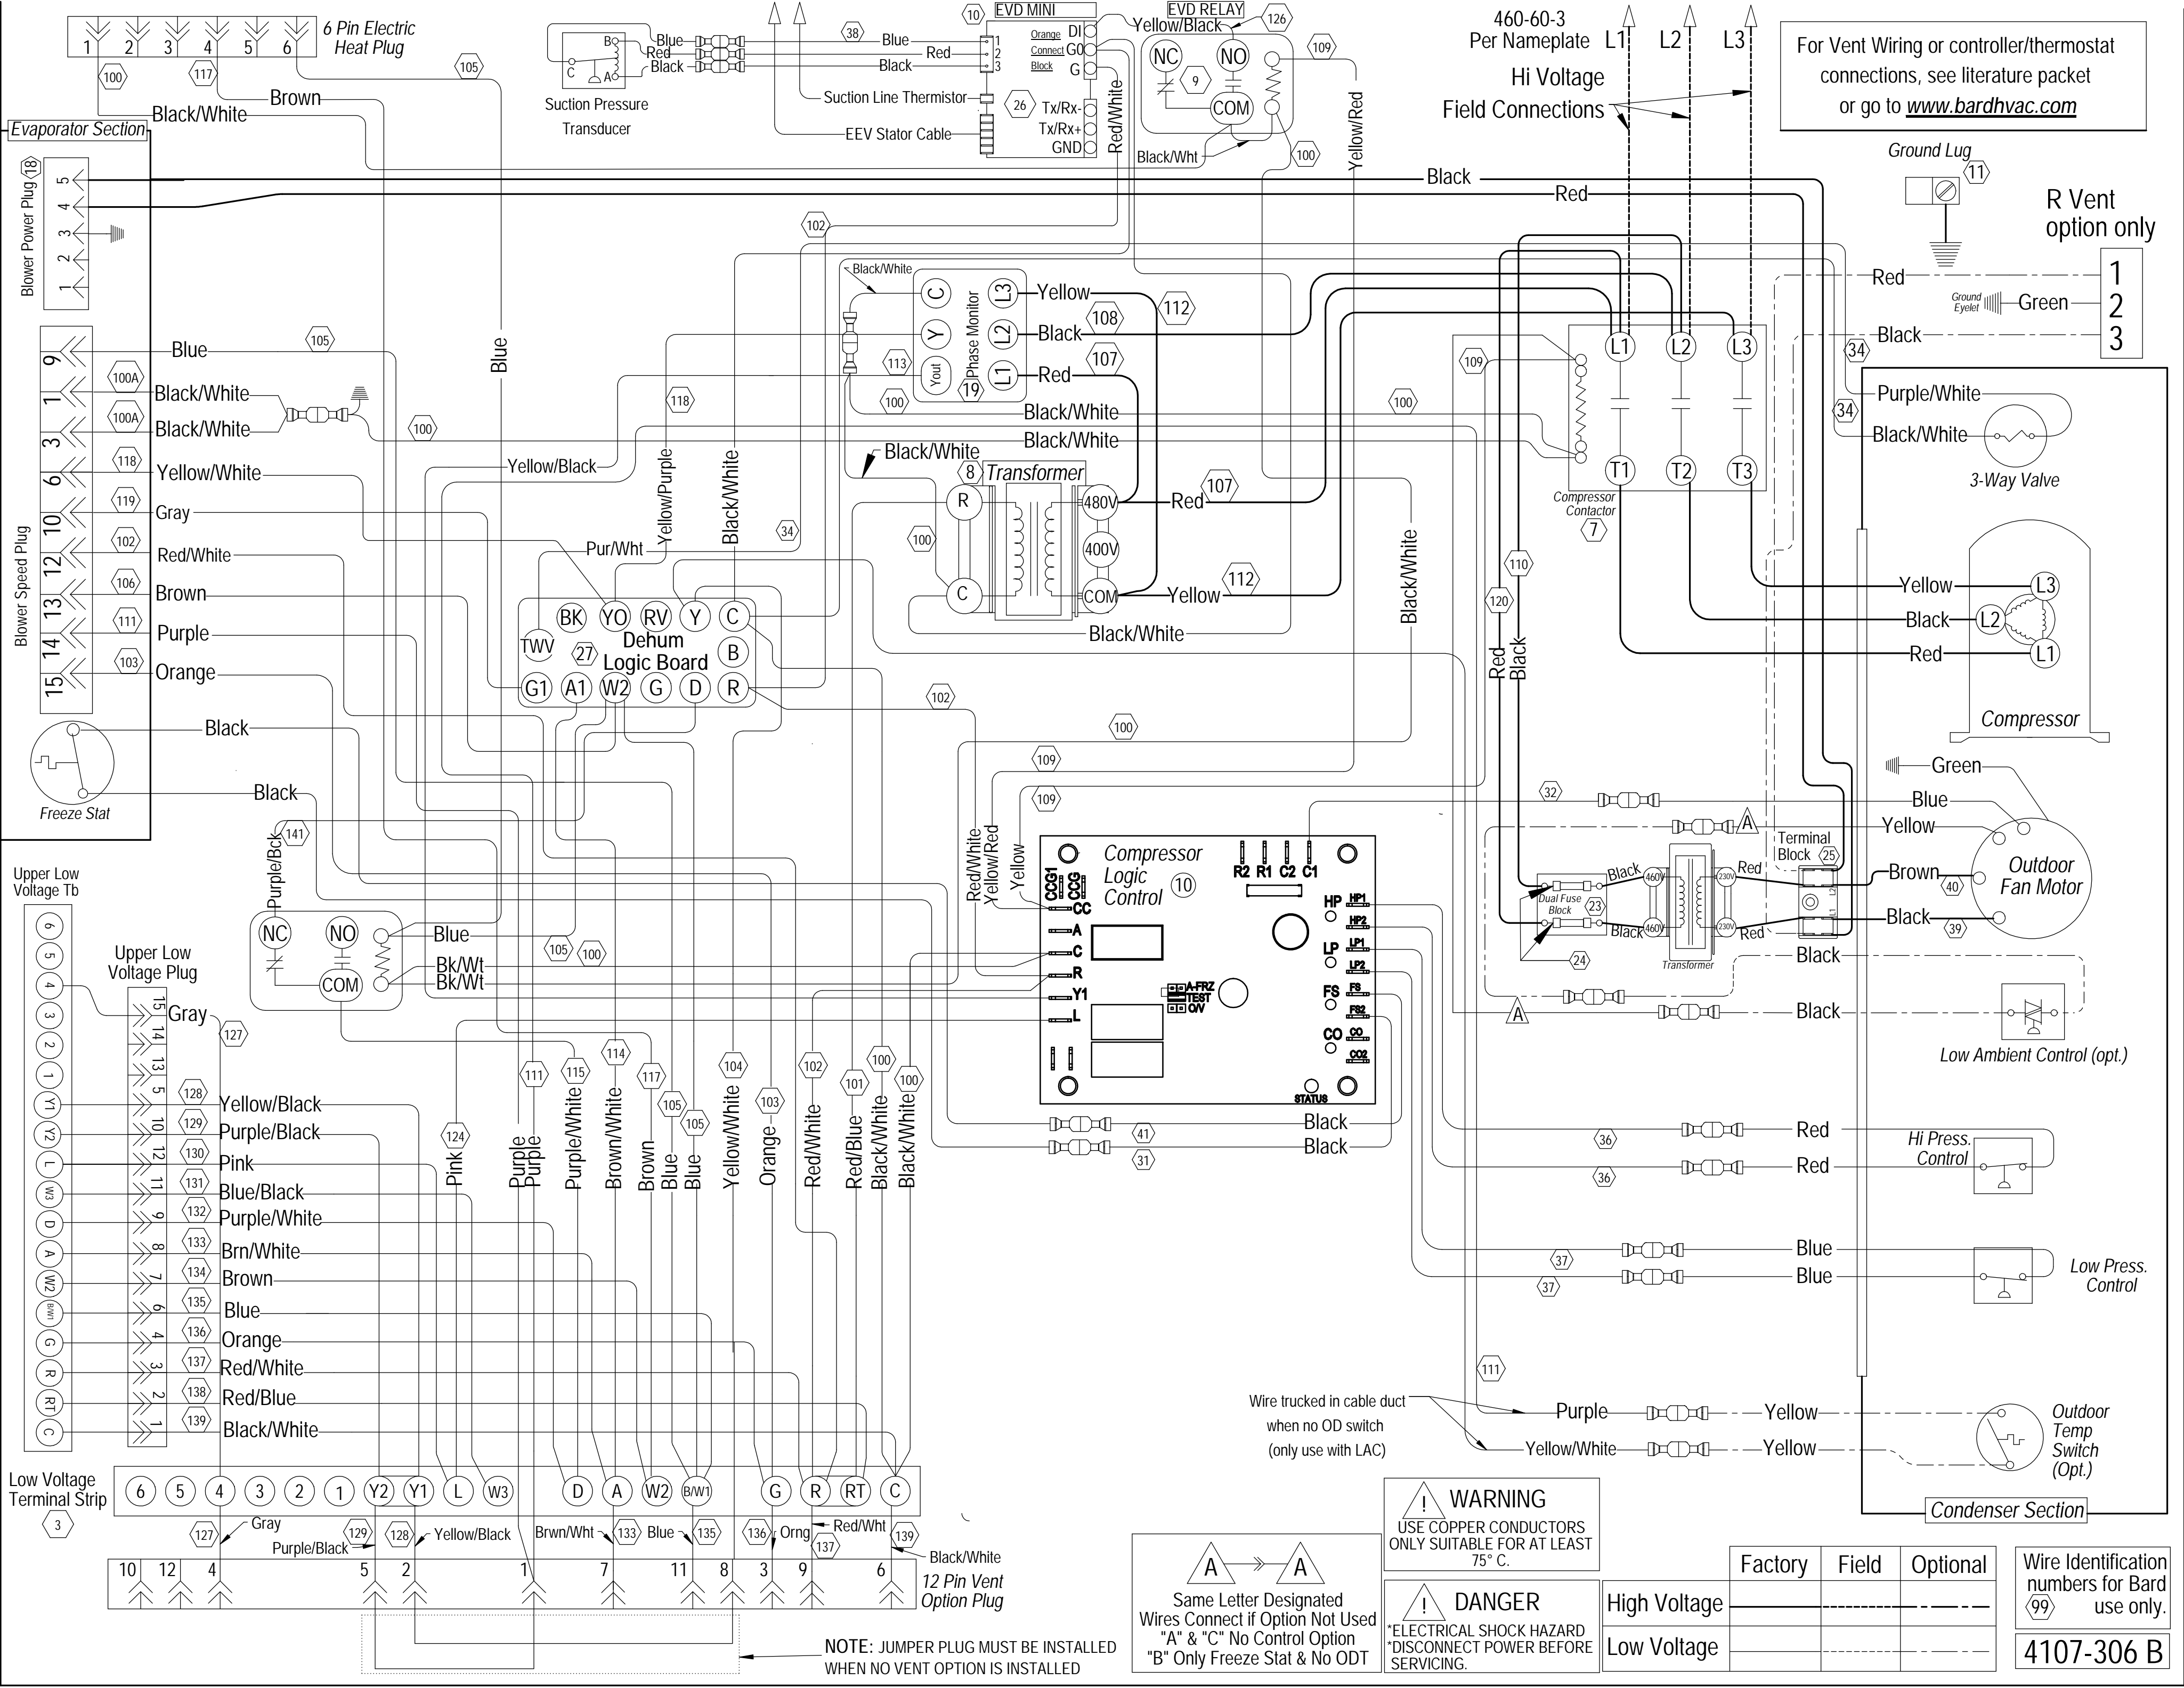 6 Pin Electric
Heat Plug
1 2 3 4 5 6
100
117
105
Brown
Black/White
Evaporator Section
Blower Power Plug
18
5
4
3
2
1
B
C
A
Blue
Red
Black
Suction Pressure
Transducer
38
Blue
Red
Black
Suction Line Thermistor
EEV Stator Cable
10
EVD MINI
1
2
3
Orange
Connect
Block
DI
G0
G
26
Tx/Rx-
Tx/Rx+
GND
Red/White
EVD RELAY
Yellow/Black
126
NC
NO
9
COM
Black/Wht
109
100
Yellow/Red
460-60-3
Per Nameplate
L1
L2
L3
Hi Voltage
Field Connections
For Vent Wiring or controller/thermostat
connections, see literature packet
or go to www.bardhvac.com
Ground Lug
11
R Vent
option only
Red
Ground
Eyelet
Green
Black
1
2
3
Black
Red
102
Blower Speed Plug
9
1
3
6
10
12
13
14
15
Blue
105
100A
Black/White
100A
Black/White
100
118
Yellow/White
119
Gray
102
Red/White
106
Brown
111
Purple
103
Orange
Blue
Black/White
C
Y
Yout
Phase Monitor
L3
L2
L1
19
113
Yellow
Black
Red
112
108
107
118
100
Black/White
Black/White
100
Yellow/Black
Yellow/Purple
Black/White
Black/White
34
Pur/Wht
8
Transformer
R
C
480V
400V
COM
100
Red
107
Yellow
112
Black/White
Black/White
109
L1
L2
L3
T1
T2
T3
Compressor
Contactor
7
34
34
Purple/White
Black/White
3-Way Valve
110
120
Red
Black
Yellow
L3
Black
L2
Red
L1
Compressor
BK
YO
RV
Y
C
TWV
27
Dehum
Logic Board
B
G1
A1
W2
G
D
R
102
100
109
109
Black
Black
Freeze Stat
141
Purple/Bck
NC
NO
COM
Blue
Bk/Wt
Bk/Wt
105
100
Red/White
Yellow/Red
Yellow
Compressor
Logic
Control
10
R2 R1 C2 C1
CCG1
CCG
CC
A
C
R
Y1
L
A-FRZ
TEST
O/V
HP
HP1
HP2
LP
LP1
LP2
FS
FS
FS2
CO
CO
CO2
STATUS
32
Green
Blue
Yellow
A
Terminal
Block
25
L2
L1
Black
Red
460V
230V
Dual Fuse
Block
23
Black
Red
460V
230V
Transformer
24
Brown
40
Black
39
Outdoor
Fan Motor
Black
Black
A
Low Ambient Control (opt.)
Upper Low
Voltage Tb
6
5
4
3
2
1
Y1
Y2
L
W3
D
A
W2
B/W1
G
R
RT
C
Upper Low
Voltage Plug
15
14
13
5
10
12
11
9
8
7
6
4
3
2
1
Gray
127
128
Yellow/Black
129
Purple/Black
130
Pink
131
Blue/Black
132
Purple/White
133
Brn/White
134
Brown
135
Blue
136
Orange
137
Red/White
138
Red/Blue
139
Black/White
124
Pink
111
Purple
Purple
115
Purple/White
114
Brown/White
117
Brown
105
Blue
105
Blue
104
Yellow/White
103
Orange
102
Red/White
101
Red/Blue
100
Black/White
100
Black/White
41
Black
31
Black
36
Red
36
Red
Hi Press.
Control
37
Blue
37
Blue
Low Press.
Control
111
Wire trucked in cable duct
when no OD switch
(only use with LAC)
Purple
Yellow
Yellow/White
Yellow
Outdoor
Temp
Switch
(Opt.)
Condenser Section
Low Voltage
Terminal Strip
3
6 5 4 3 2 1 Y2 Y1 L W3 D A W2 B/W1 G R RT C
127
Gray
129
Purple/Black
128
Yellow/Black
Brwn/Wht
133
Blue
135
136
Orng
Red/Wht
137
139
Black/White
10 12 4 5 2 1 7 11 8 3 9 6
12 Pin Vent
Option Plug
NOTE: JUMPER PLUG MUST BE INSTALLED
WHEN NO VENT OPTION IS INSTALLED
A
A
Same Letter Designated
Wires Connect if Option Not Used
"A" & "C" No Control Option
"B" Only Freeze Stat & No ODT
! WARNING
USE COPPER CONDUCTORS
ONLY SUITABLE FOR AT LEAST
75° C.
! DANGER
*ELECTRICAL SHOCK HAZARD
*DISCONNECT POWER BEFORE
SERVICING.
Factory Field Optional
High Voltage
Low Voltage
Wire Identification
numbers for Bard
99 use only.
4107-306 B